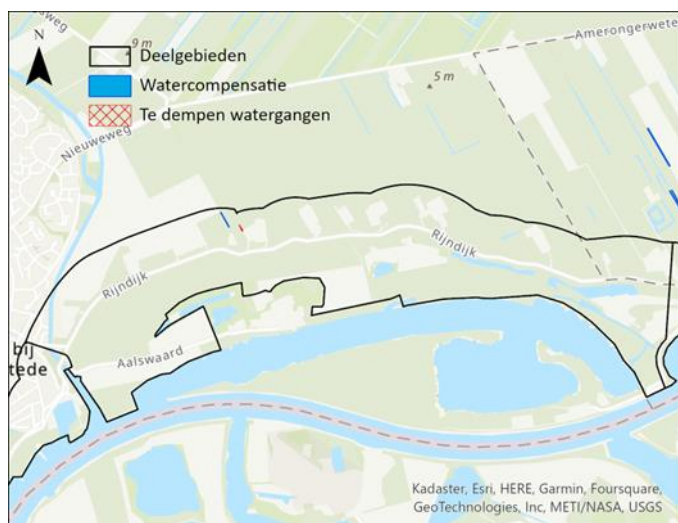 euweweg
9 m
N
Deelgebieden
Amerongerwete
Watercompensatie
5 m
Te dempen watergangen
Nieuweweg
Rijndijk
Rijndijk
bij
tede
Aalswaard
Kadaster, Esri, HERE, Garmin, Foursquare,
GeoTechnologies, Inc, METI/NASA, USGS